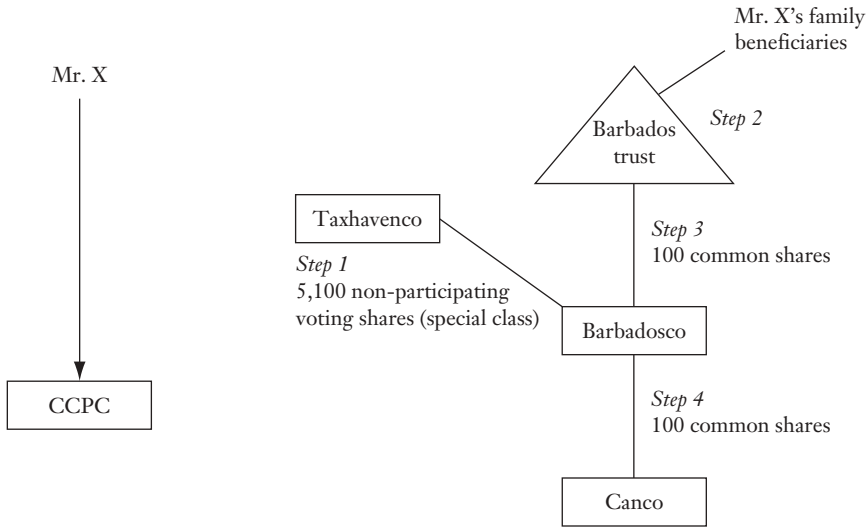 Mr. X
CCPC
Mr. X's family
beneficiaries
Barbados
trust
Step 2
Taxhavenco
Step 1
5,100 non-participating
voting shares (special class)
Step 3
100 common shares
Barbadosco
Step 4
100 common shares
Canco